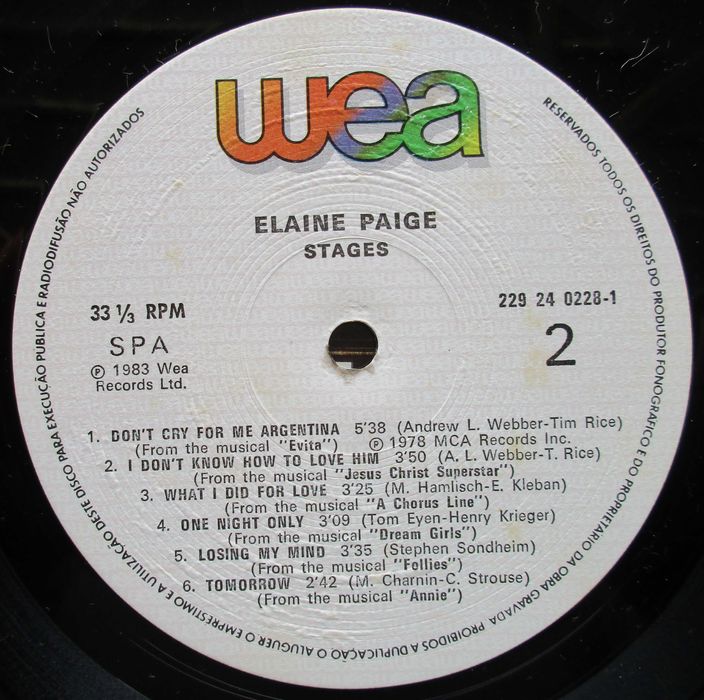 wea
ELAINE PAIGE
STAGES
33 1/3 RPM
SPA
℗ 1983 Wea
Records Ltd.
229 24 0228-1
2
1. DON'T CRY FOR ME ARGENTINA 5'38 (Andrew L. Webber-Tim Rice)
(From the musical "Evita") ℗ 1978 MCA Records Inc.
2. I DON'T KNOW HOW TO LOVE HIM 3'50 (A. L. Webber-T. Rice)
(From the musical "Jesus Christ Superstar")
3. WHAT I DID FOR LOVE 3'25 (M. Hamlisch-E. Kleban)
(From the musical "A Chorus Line")
4. ONE NIGHT ONLY 3'09 (Tom Eyen-Henry Krieger)
(From the musical "Dream Girls")
5. LOSING MY MIND 3'35 (Stephen Sondheim)
(From the musical "Follies")
6. TOMORROW 2'42 (M. Charnin-C. Strouse)
(From the musical "Annie")
RESERVADOS TODOS OS DIREITOS DO PRODUTOR FONOGRAFICO E DO PROPRIETARIO DA OBRA GRAVADA PROIBIDOS A DUPLICAÇÃO O ALUGUER O EMPRESTIMO E A UTILIZAÇÃO DESTE DISCO PARA EXECUÇÃO PUBLICA E RADIODIFUSÃO NÃO AUTORIZADOS